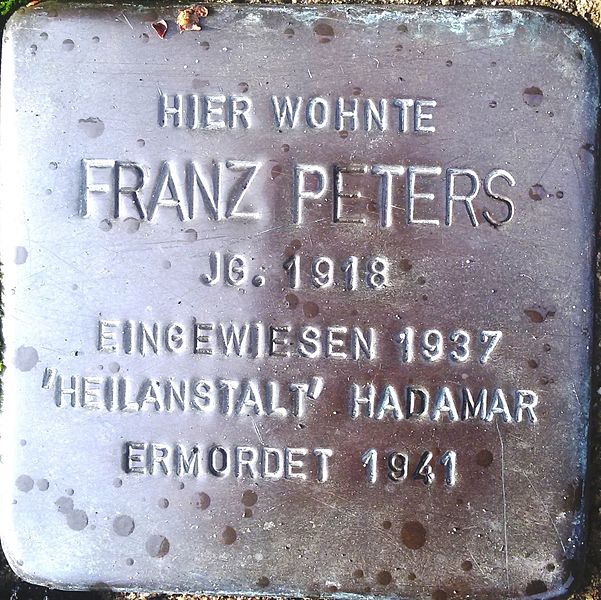 HIER WOHNTE
FRANZ PETERS
JG. 1918
EINGEWIESEN 1937
'HEILANSTALT' HADAMAR
ERMORDET 1941